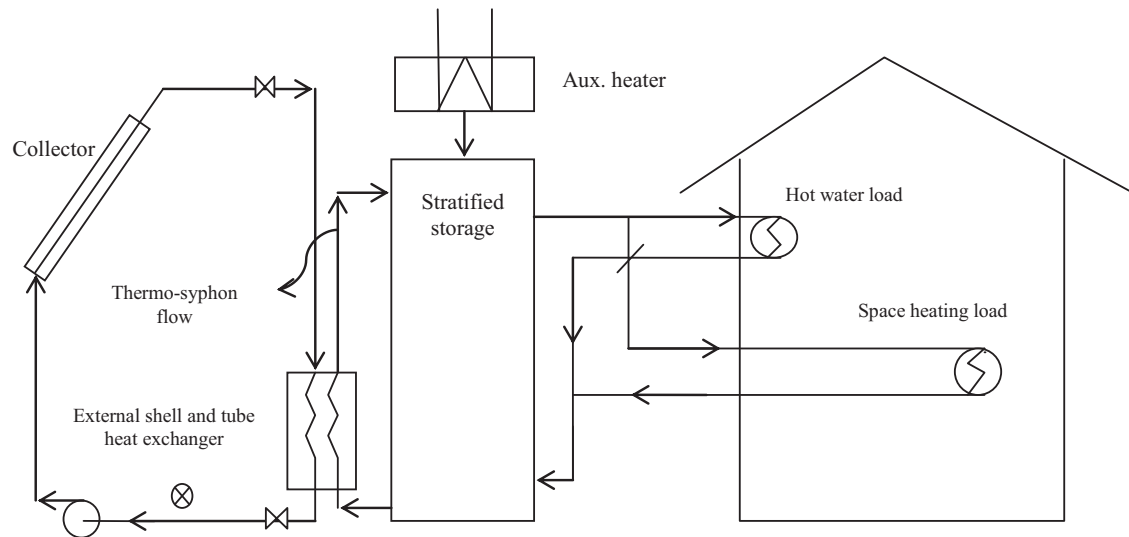 Aux. heater
Collector
Stratified
storage
Hot water load
Thermo-syphon
flow
Space heating load
External shell and tube
heat exchanger